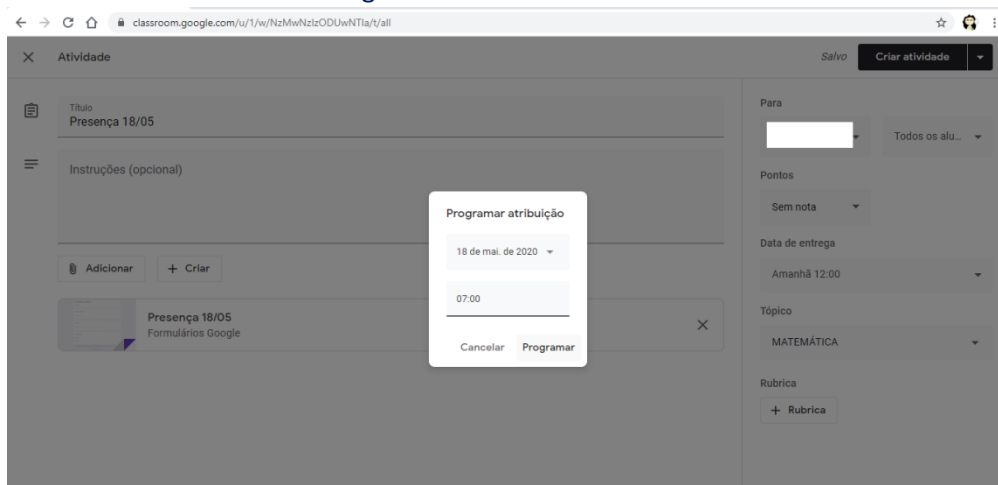 classroom.google.com/u/1/w/NzMwNzIzODUwNTIa/t/all
Atividade
Salvo
Criar atividade
Título
Presença 18/05
Instruções (opcional)
Adicionar
+ Criar
Presença 18/05
Formulários Google
Programar atribuição
18 de mai. de 2020
07:00
Cancelar Programar
Para
Todos os alu...
Pontos
Sem nota
Data de entrega
Amanhã 12:00
Tópico
MATEMÁTICA
Rubrica
+ Rubrica